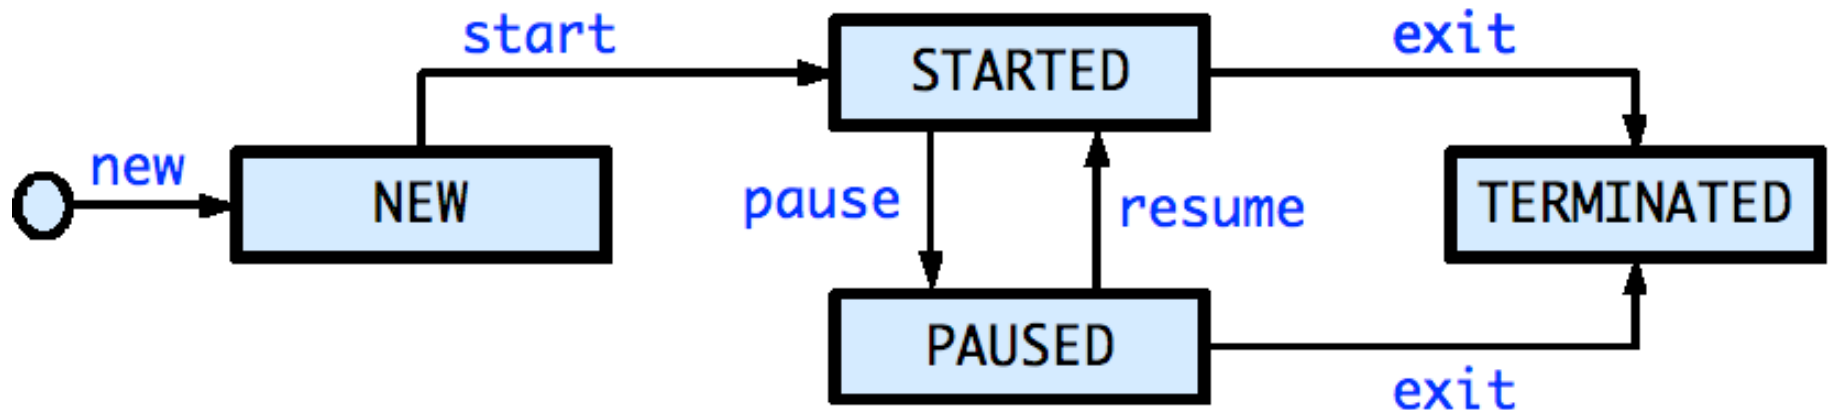 start
STARTED
exit
new
NEW
pause
resume
TERMINATED
PAUSED
exit